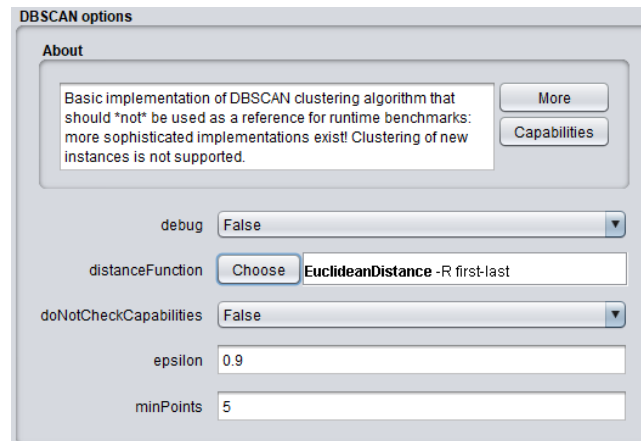 DBSCAN options
About
Basic implementation of DBSCAN clustering algorithm that
should *not* be used as a reference for runtime benchmarks:
more sophisticated implementations exist! Clustering of new
instances is not supported.
More
Capabilities
debug False
distanceFunction Choose EuclideanDistance -R first-last
doNotCheckCapabilities False
epsilon 0.9
minPoints 5